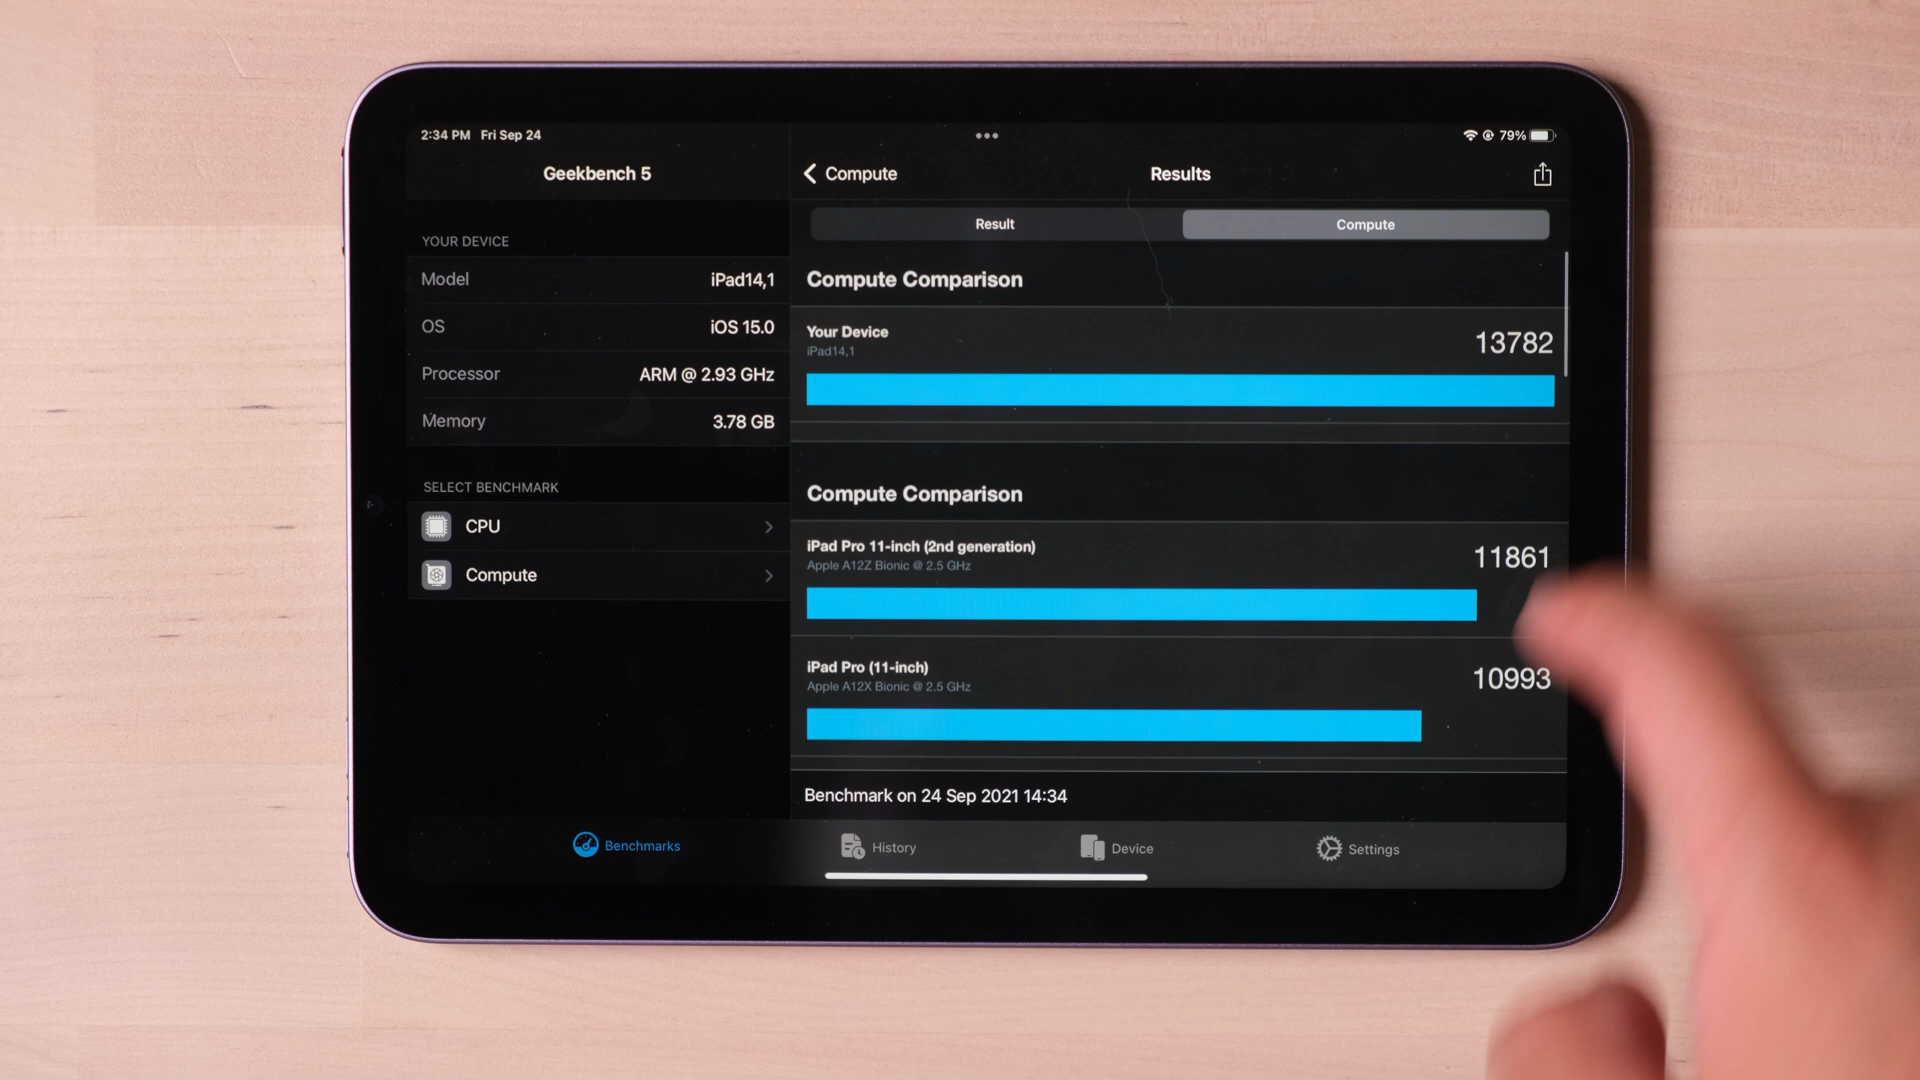 2:34 PM Fri Sep 24
79%
Geekbench 5
YOUR DEVICE
Model iPad14,1
OS iOS 15.0
Processor ARM @ 2.93 GHz
Memory 3.78 GB
SELECT BENCHMARK
CPU
Compute
Compute
Results
Result Compute
Compute Comparison
Your Device
iPad14,1
13782
Compute Comparison
iPad Pro 11-inch (2nd generation)
Apple A12Z Bionic @ 2.5 GHz
11861
iPad Pro (11-inch)
Apple A12X Bionic @ 2.5 GHz
10993
Benchmark on 24 Sep 2021 14:34
Benchmarks History Device Settings